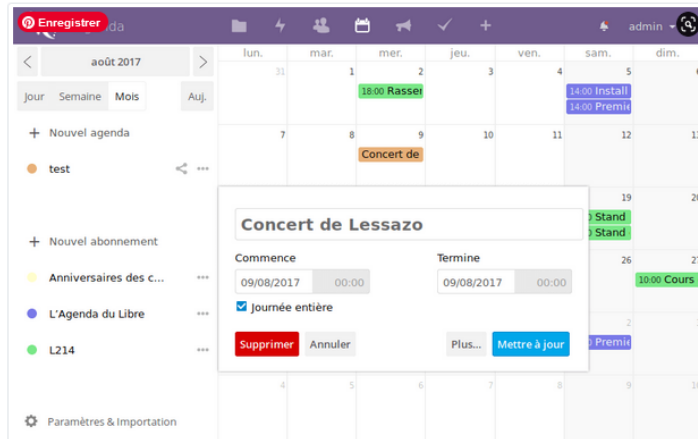 Enregistrer
admin
août 2017
lun. mar. mer. jeu. ven. sam. dim.
31 1 2 3 4 5
18:00 Rasser
14:00 Install
14:00 Premie
Jour Semaine Mois Auj.
+ Nouvel agenda
7 8 9 10 11 12
Concert de
test
19
Stand
Stand
+ Nouvel abonnement
26
10:00 Cours
Anniversaires des c...
L'Agenda du Libre
L214
2
Premie
Concert de Lessazo
Commence Termine
09/08/2017 00:00 09/08/2017 00:00
Journée entière
Supprimer Annuler Plus... Mettre à jour
4 5 6 7 8 9
Paramètres & Importation